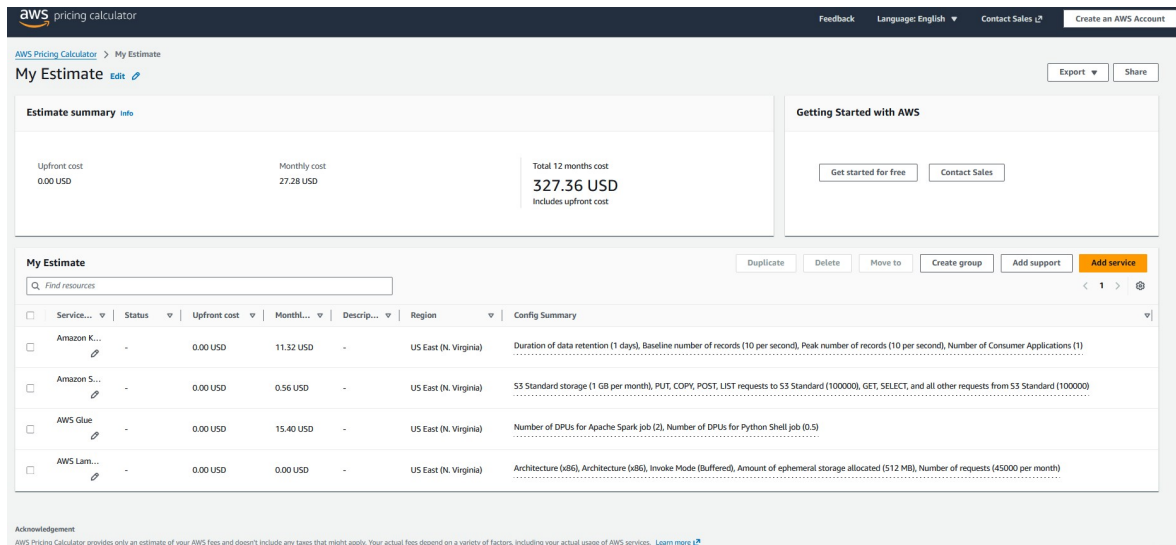 aws pricing calculator
Feedback Language: English Contact Sales Create an AWS Account
AWS Pricing Calculator > My Estimate
My Estimate Edit
Export Share
Estimate summary Info
Getting Started with AWS
Upfront cost
0.00 USD
Monthly cost
27.28 USD
Total 12 months cost
327.36 USD
Includes upfront cost
Get started for free Contact Sales
My Estimate
Duplicate Delete Move to Create group Add support Add service
Find resources
< 1 >
Service... Status Upfront cost Monthl... Descrip... Region Config Summary
Amazon K... - 0.00 USD 11.32 USD - US East (N. Virginia) Duration of data retention (1 days), Baseline number of records (10 per second), Peak number of records (10 per second), Number of Consumer Applications (1)
Amazon S... - 0.00 USD 0.56 USD - US East (N. Virginia) S3 Standard storage (1 GB per month), PUT, COPY, POST, LIST requests to S3 Standard (100000), GET, SELECT, and all other requests from S3 Standard (100000)
AWS Glue - 0.00 USD 15.40 USD - US East (N. Virginia) Number of DPUs for Apache Spark job (2), Number of DPUs for Python Shell job (0.5)
AWS Lam... - 0.00 USD 0.00 USD - US East (N. Virginia) Architecture (x86), Architecture (x86), Invoke Mode (Buffered), Amount of ephemeral storage allocated (512 MB), Number of requests (45000 per month)
Acknowledgement
AWS Pricing Calculator provides only an estimate of your AWS fees and doesn't include any taxes that might apply. Your actual fees depend on a variety of factors, including your actual usage of AWS services. Learn more